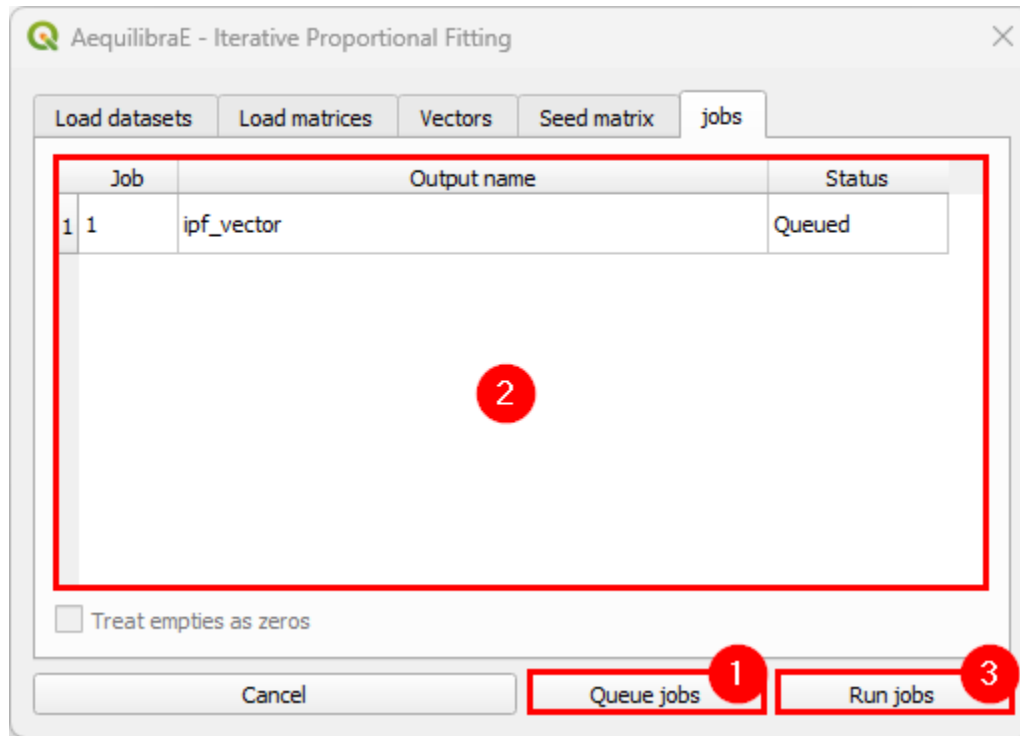 AequilibraE - Iterative Proportional Fitting
Load datasets Load matrices Vectors Seed matrix jobs
Job Output name Status
1 1 ipf_vector Queued
2
Treat empties as zeros
Cancel Queue jobs 1 Run jobs 3